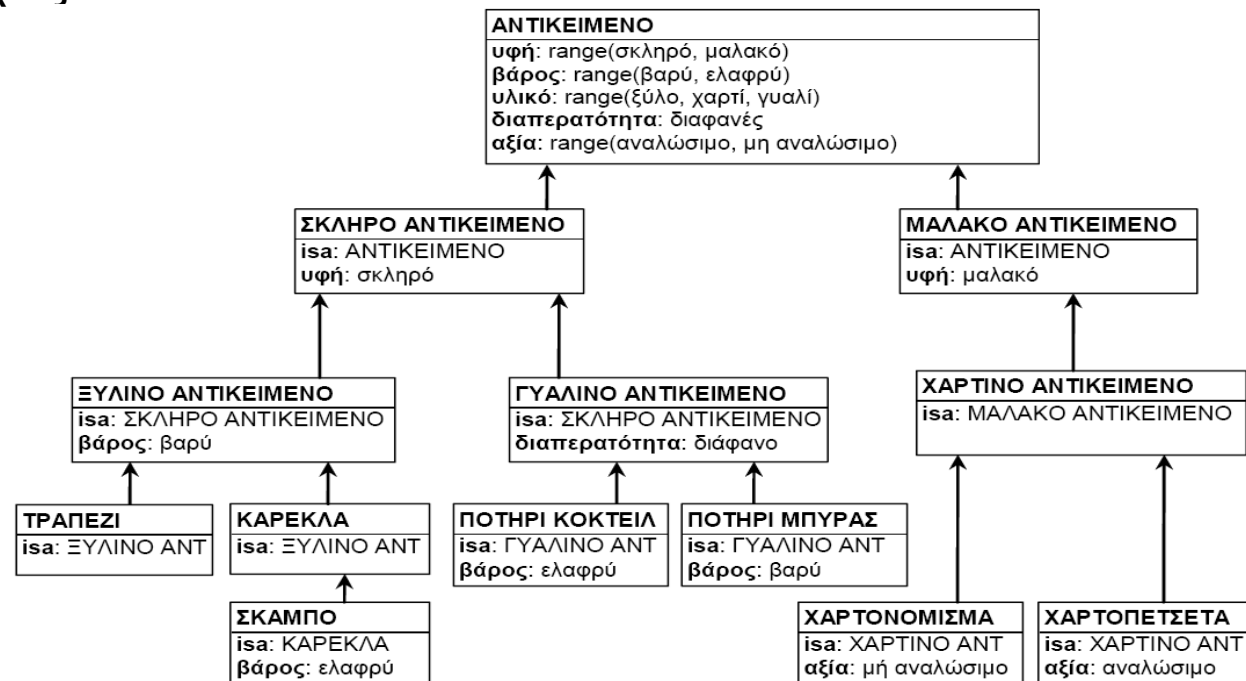 ΑΝΤΙΚΕΙΜΕΝΟ
υφή: range(σκληρό, μαλακό)
βάρος: range(βαρύ, ελαφρύ)
υλικό: range(ξύλο, χαρτί, γυαλί)
διαπερατότητα: διαφανές
αξία: range(αναλώσιμο, μη αναλώσιμο)
ΣΚΛΗΡΟ ΑΝΤΙΚΕΙΜΕΝΟ
isa: ΑΝΤΙΚΕΙΜΕΝΟ
υφή: σκληρό
ΜΑΛΑΚΟ ΑΝΤΙΚΕΙΜΕΝΟ
isa: ΑΝΤΙΚΕΙΜΕΝΟ
υφή: μαλακό
ΞΥΛΙΝΟ ΑΝΤΙΚΕΙΜΕΝΟ
isa: ΣΚΛΗΡΟ ΑΝΤΙΚΕΙΜΕΝΟ
βάρος: βαρύ
ΓΥΑΛΙΝΟ ΑΝΤΙΚΕΙΜΕΝΟ
isa: ΣΚΛΗΡΟ ΑΝΤΙΚΕΙΜΕΝΟ
διαπερατότητα: διάφανο
ΧΑΡΤΙΝΟ ΑΝΤΙΚΕΙΜΕΝΟ
isa: ΜΑΛΑΚΟ ΑΝΤΙΚΕΙΜΕΝΟ
ΤΡΑΠΕΖΙ
isa: ΞΥΛΙΝΟ ΑΝΤ
ΚΑΡΕΚΛΑ
isa: ΞΥΛΙΝΟ ΑΝΤ
ΠΟΤΗΡΙ ΚΟΚΤΕΙΛ
isa: ΓΥΑΛΙΝΟ ΑΝΤ
βάρος: ελαφρύ
ΠΟΤΗΡΙ ΜΠΥΡΑΣ
isa: ΓΥΑΛΙΝΟ ΑΝΤ
βάρος: βαρύ
ΣΚΑΜΠΟ
isa: ΚΑΡΕΚΛΑ
βάρος: ελαφρύ
ΧΑΡΤΟΝΟΜΙΣΜΑ
isa: ΧΑΡΤΙΝΟ ΑΝΤ
αξία: μή αναλώσιμο
ΧΑΡΤΟΠΕΤΣΕΤΑ
isa: ΧΑΡΤΙΝΟ ΑΝΤ
αξία: αναλώσιμο